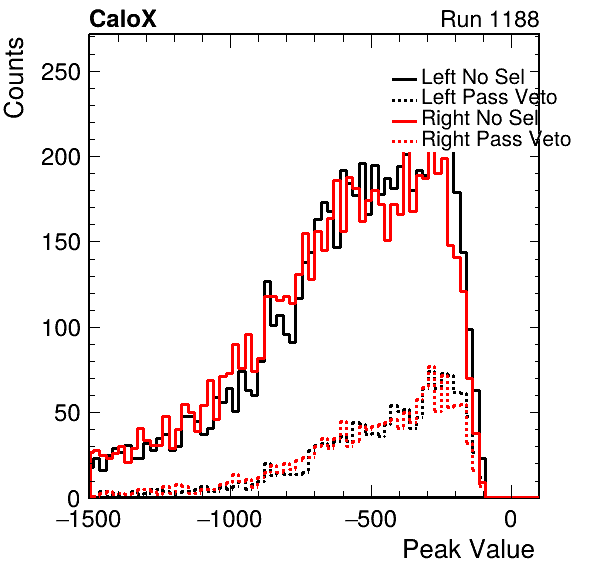 CaloX Run 1188
Counts
250
200
150
100
50
0
Left No Sel
Left Pass Veto
Right No Sel
Right Pass Veto
−1500 −1000 −500 0
Peak Value